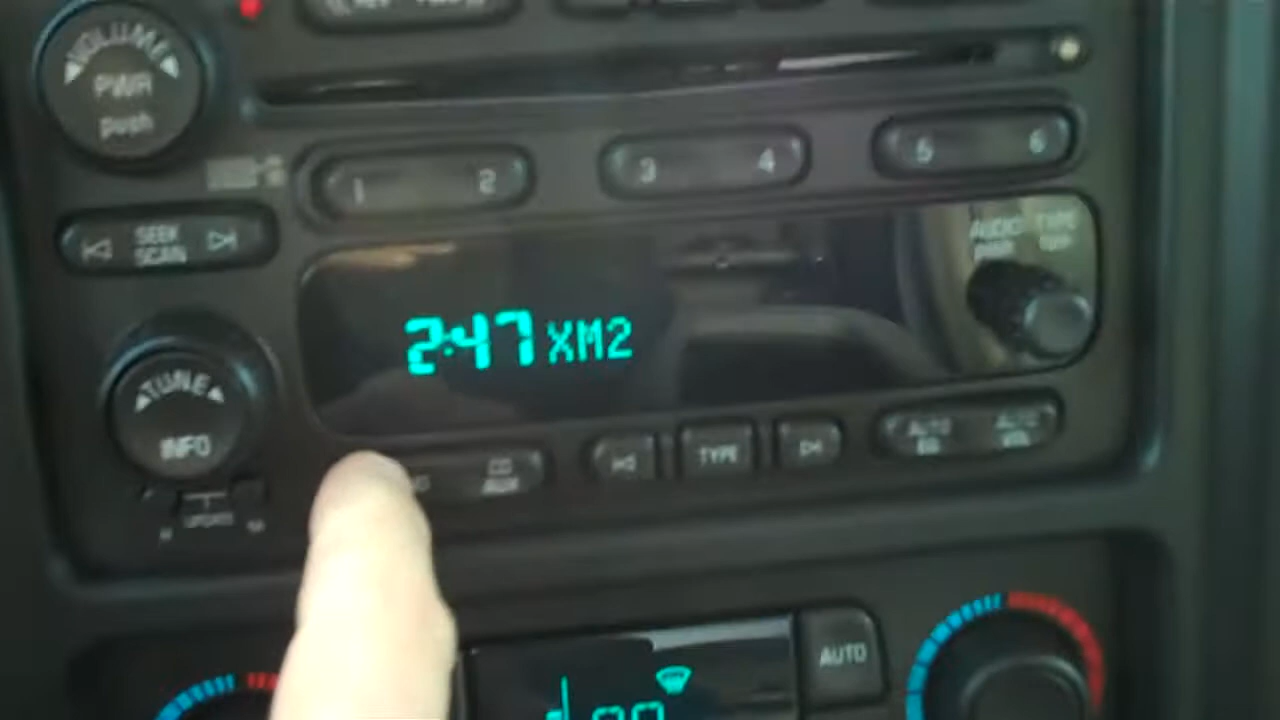 VOLUME
PWR
push
1 2
3 4
5 6
SEEK
SCAN
2:47 XM2
TUNE
INFO
TYPE
AUTO
EQ
AUTO
VOL
CD
AUX
AUTO